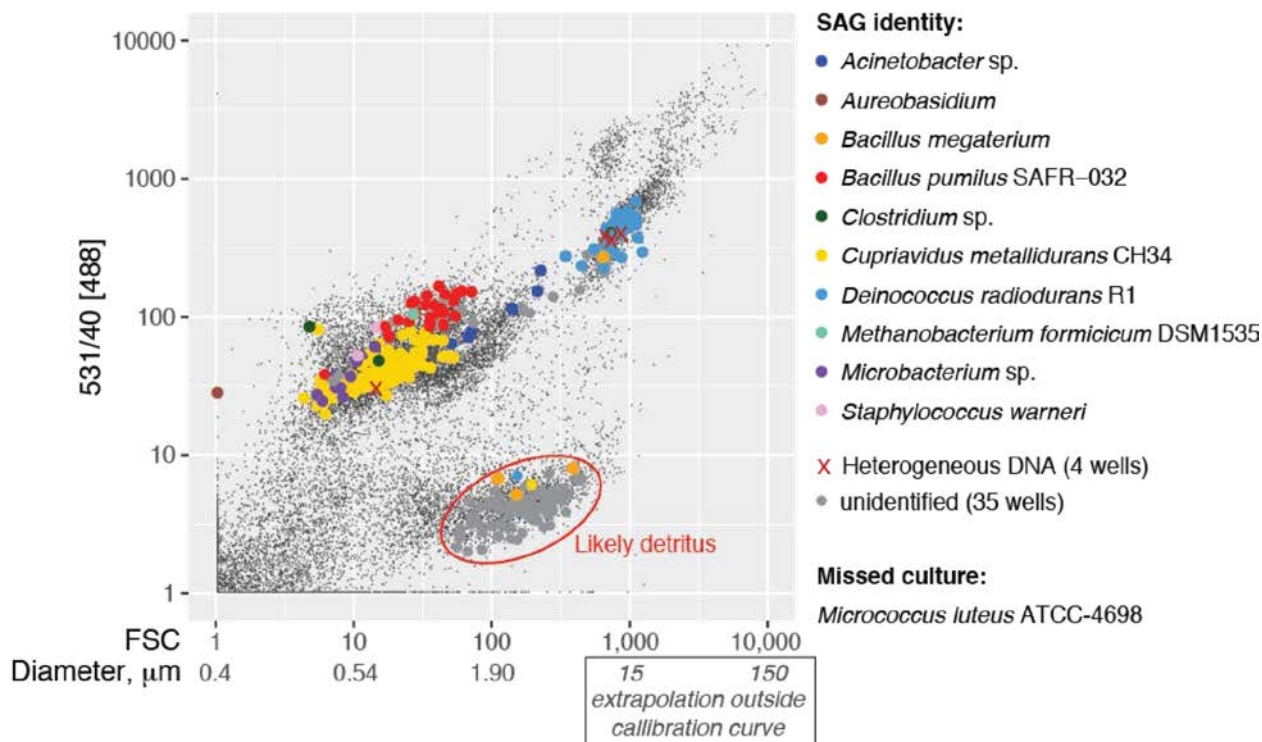 10000
1000
100
10
1
531/40 [488]
FSC 1 10 100 1,000 10,000
Diameter, μm 0.4 0.54 1.90 15 150
extrapolation outside
callibration curve
Likely detritus
SAG identity:
Acinetobacter sp.
Aureobasidium
Bacillus megaterium
Bacillus pumilus SAFR–032
Clostridium sp.
Cupriavidus metallidurans CH34
Deinococcus radiodurans R1
Methanobacterium formicicum DSM1535
Microbacterium sp.
Staphylococcus warneri
X Heterogeneous DNA (4 wells)
unidentified (35 wells)
Missed culture:
Micrococcus luteus ATCC-4698